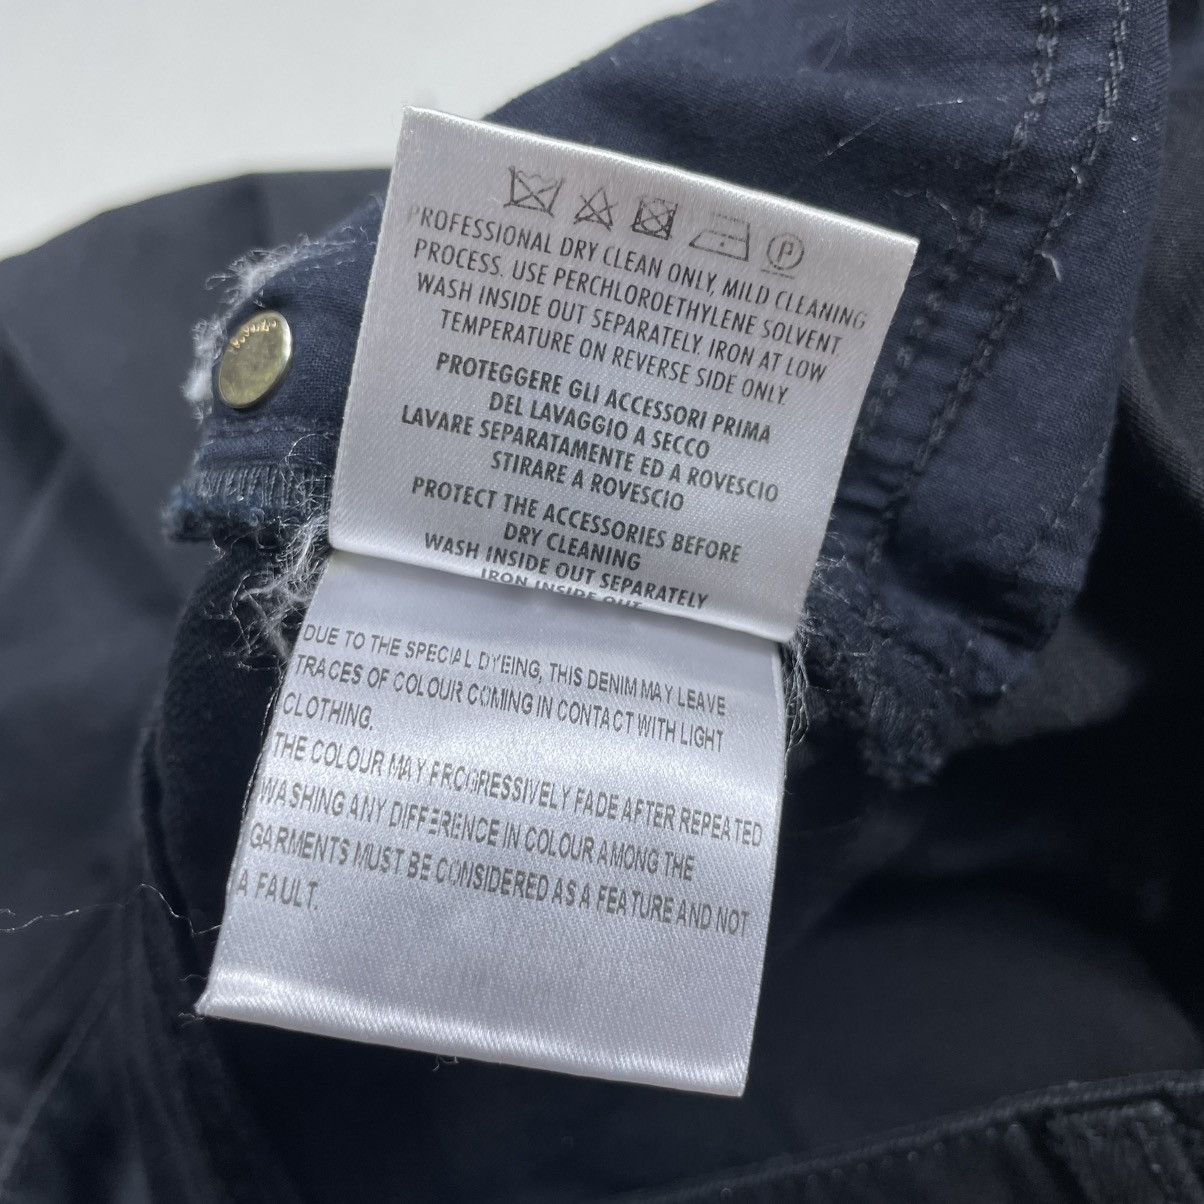 P
PROFESSIONAL DRY CLEAN ONLY, MILD CLEANING
PROCESS. USE PERCHLOROETHYLENE SOLVENT.
WASH INSIDE OUT SEPARATELY. IRON AT LOW
TEMPERATURE ON REVERSE SIDE ONLY.
PROTEGGERE GLI ACCESSORI PRIMA
DEL LAVAGGIO A SECCO
LAVARE SEPARATAMENTE ED A ROVESCIO
STIRARE A ROVESCIO
PROTECT THE ACCESSORIES BEFORE
DRY CLEANING
WASH INSIDE OUT SEPARATELY
IRON INSIDE OUT
DUE TO THE SPECIAL DYEING, THIS DENIM MAY LEAVE
TRACES OF COLOUR COMING IN CONTACT WITH LIGHT
CLOTHING.
THE COLOUR MAY PROGRESSIVELY FADE AFTER REPEATED
WASHING ANY DIFFERENCE IN COLOUR AMONG THE
GARMENTS MUST BE CONSIDERED AS A FEATURE AND NOT
A FAULT.